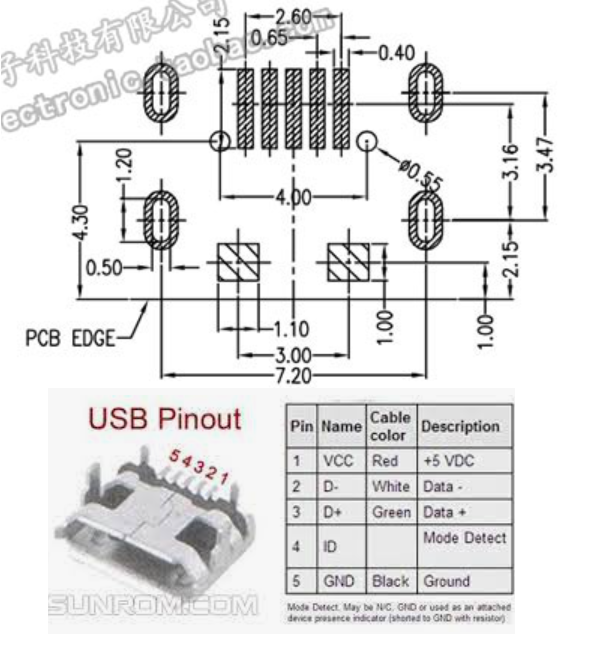 子科技有限公司
ectronic.taobao.com
2.60
2.15
0.65
0.40
1.20
4.00
ø0.55
3.16
3.47
4.30
0.50
2.15
1.10
1.00
1.00
PCB EDGE
3.00
7.20
USB Pinout
5 4 3 2 1
SUNROM.COM
Pin Name Cable color Description
1 VCC Red +5 VDC
2 D- White Data -
3 D+ Green Data +
4 ID Mode Detect
5 GND Black Ground
Mode Detect. May be N/C, GND or used as an attached
device presence indicator (shorted to GND with resistor)